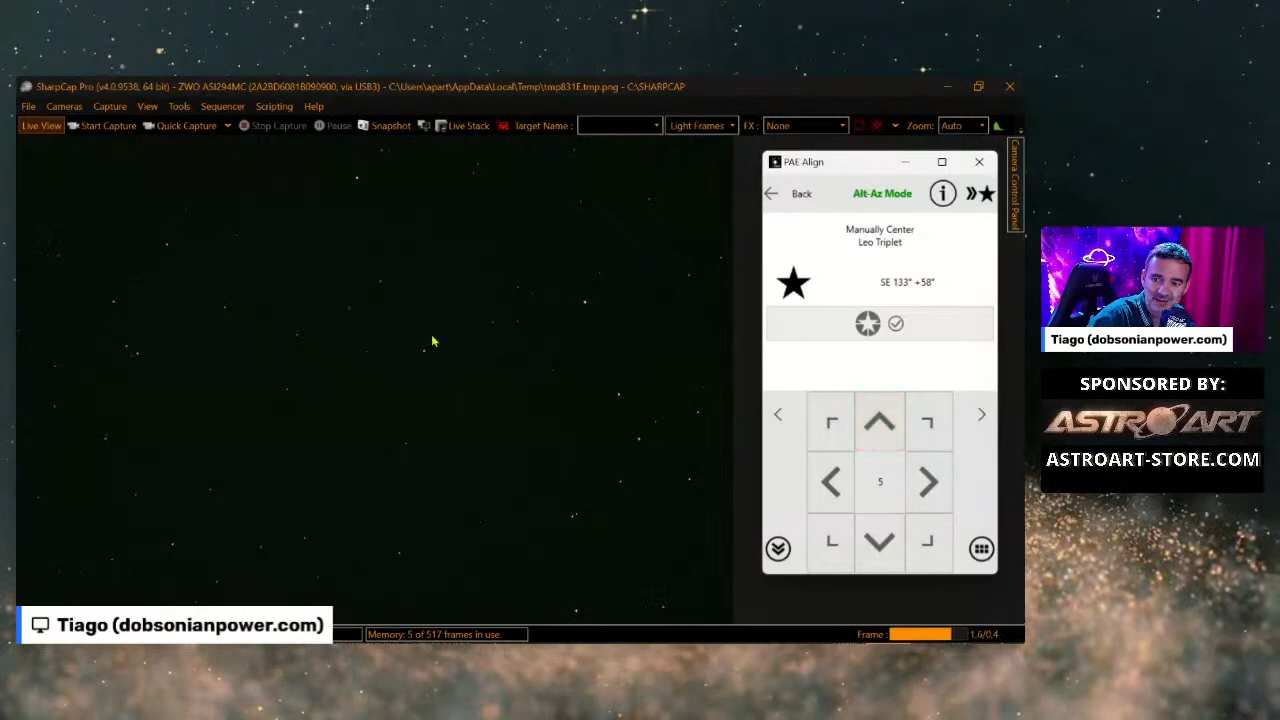 SharpCap Pro (v4.0.9538, 64 bit) - ZWO ASI294MC (2A2BD6081B090900, via USB3) - C:\Users\apart\AppData\Local\Temp\tmp831E.tmp.png - C:\SHARPCAP
File Cameras Capture View Tools Sequencer Scripting Help
Live View Start Capture Quick Capture Stop Capture Pause Snapshot Live Stack Target Name : Light Frames FX : None Zoom: Auto
Camera Control Panel
PAE Align
Back Alt-Az Mode
Manually Center
Leo Triplet
SE 133° +58°
5
Tiago (dobsonianpower.com)
SPONSORED BY:
ASTROART
ASTROART-STORE.COM
Tiago (dobsonianpower.com)
Memory: 5 of 517 frames in use.
Frame : 1,6/0,4